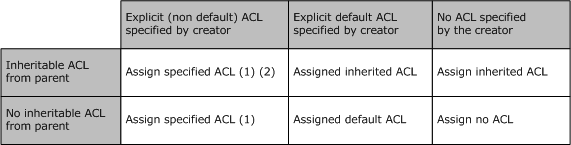 Explicit (non default) ACL
specified by creator
Explicit default ACL
specified by creator
No ACL specified
by the creator
Inheritable ACL
from parent
Assign specified ACL (1) (2)
Assigned inherited ACL
Assign inherited ACL
No inheritable ACL
from parent
Assign specified ACL (1)
Assigned default ACL
Assign no ACL